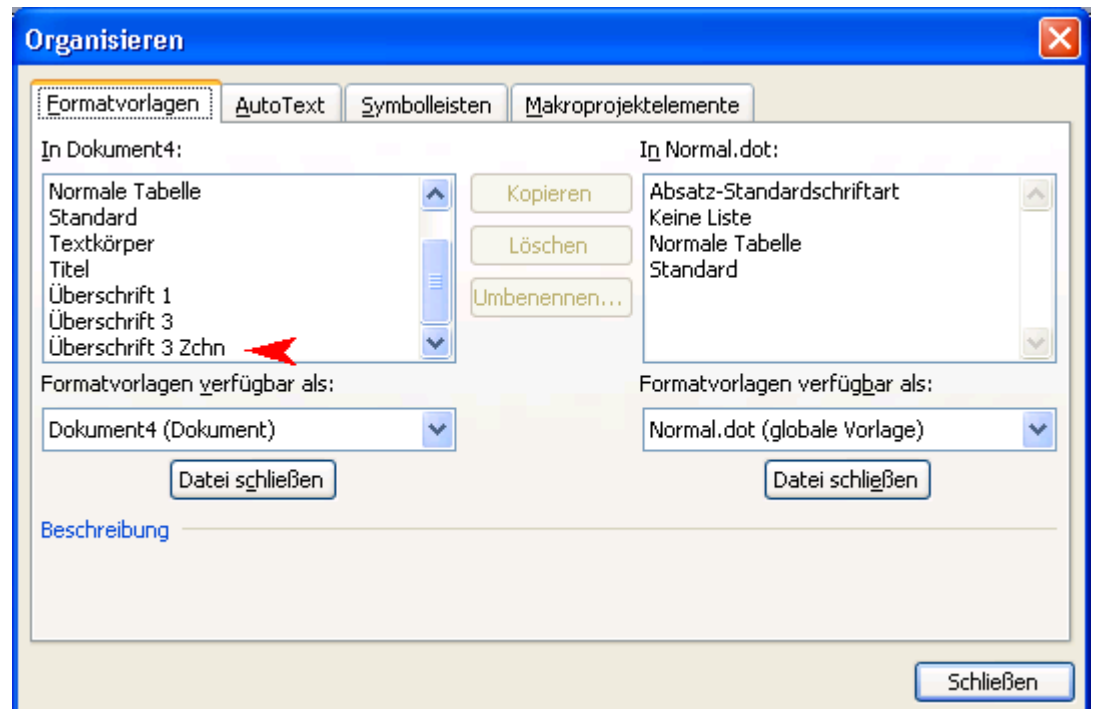 Organisieren
Formatvorlagen AutoText Symbolleisten Makroprojektelemente
In Dokument4:
Normale Tabelle
Standard
Textkörper
Titel
Überschrift 1
Überschrift 3
Überschrift 3 Zchn
Formatvorlagen verfügbar als:
Dokument4 (Dokument)
Datei schließen
Kopieren
Löschen
Umbenennen...
In Normal.dot:
Absatz-Standardschriftart
Keine Liste
Normale Tabelle
Standard
Formatvorlagen verfügbar als:
Normal.dot (globale Vorlage)
Datei schließen
Beschreibung
Schließen